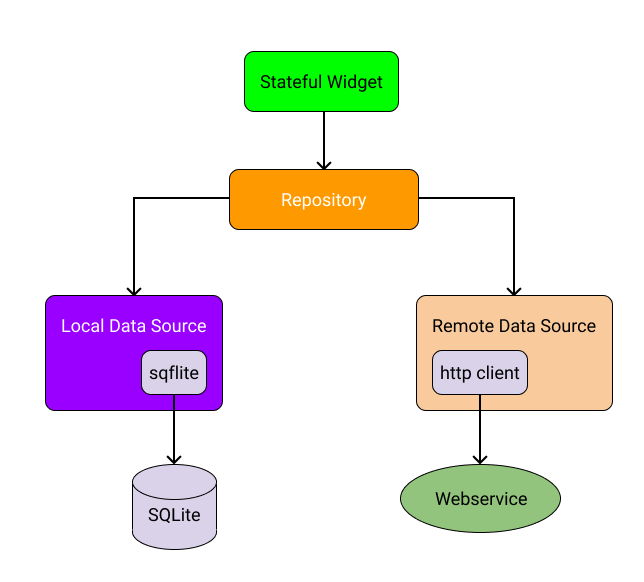 Stateful Widget
Repository
Local Data Source
sqflite
Remote Data Source
http client
SQLite
Webservice